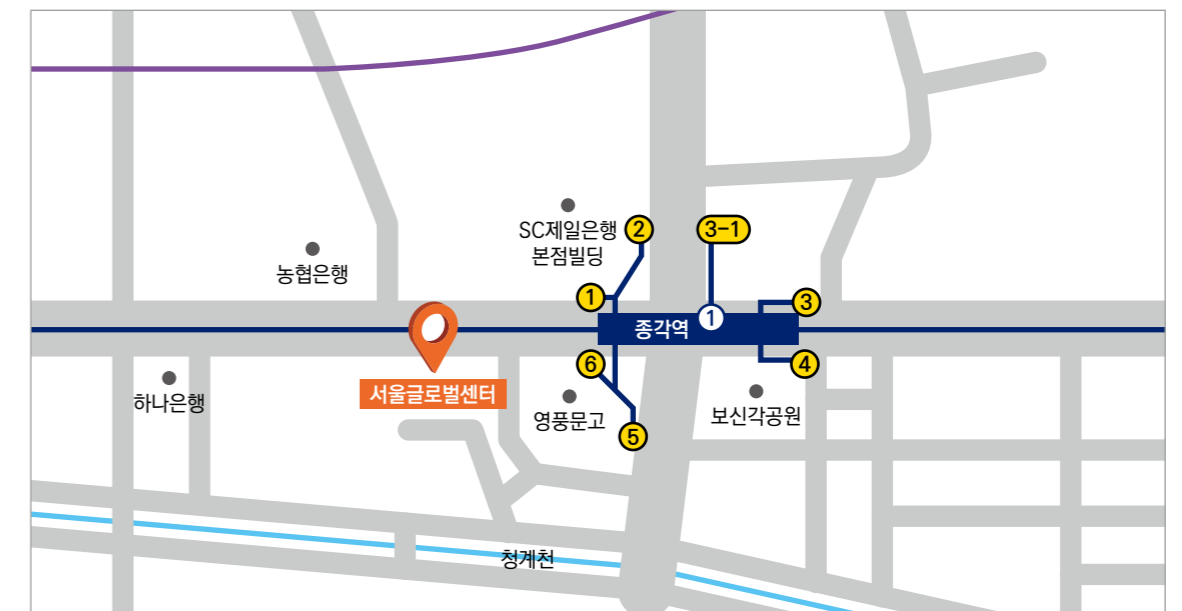 SC제일은행
본점빌딩
2
3-1
농협은행
1
3
종각역
1
6
4
하나은행
서울글로벌센터
영풍문고
보신각공원
5
청계천